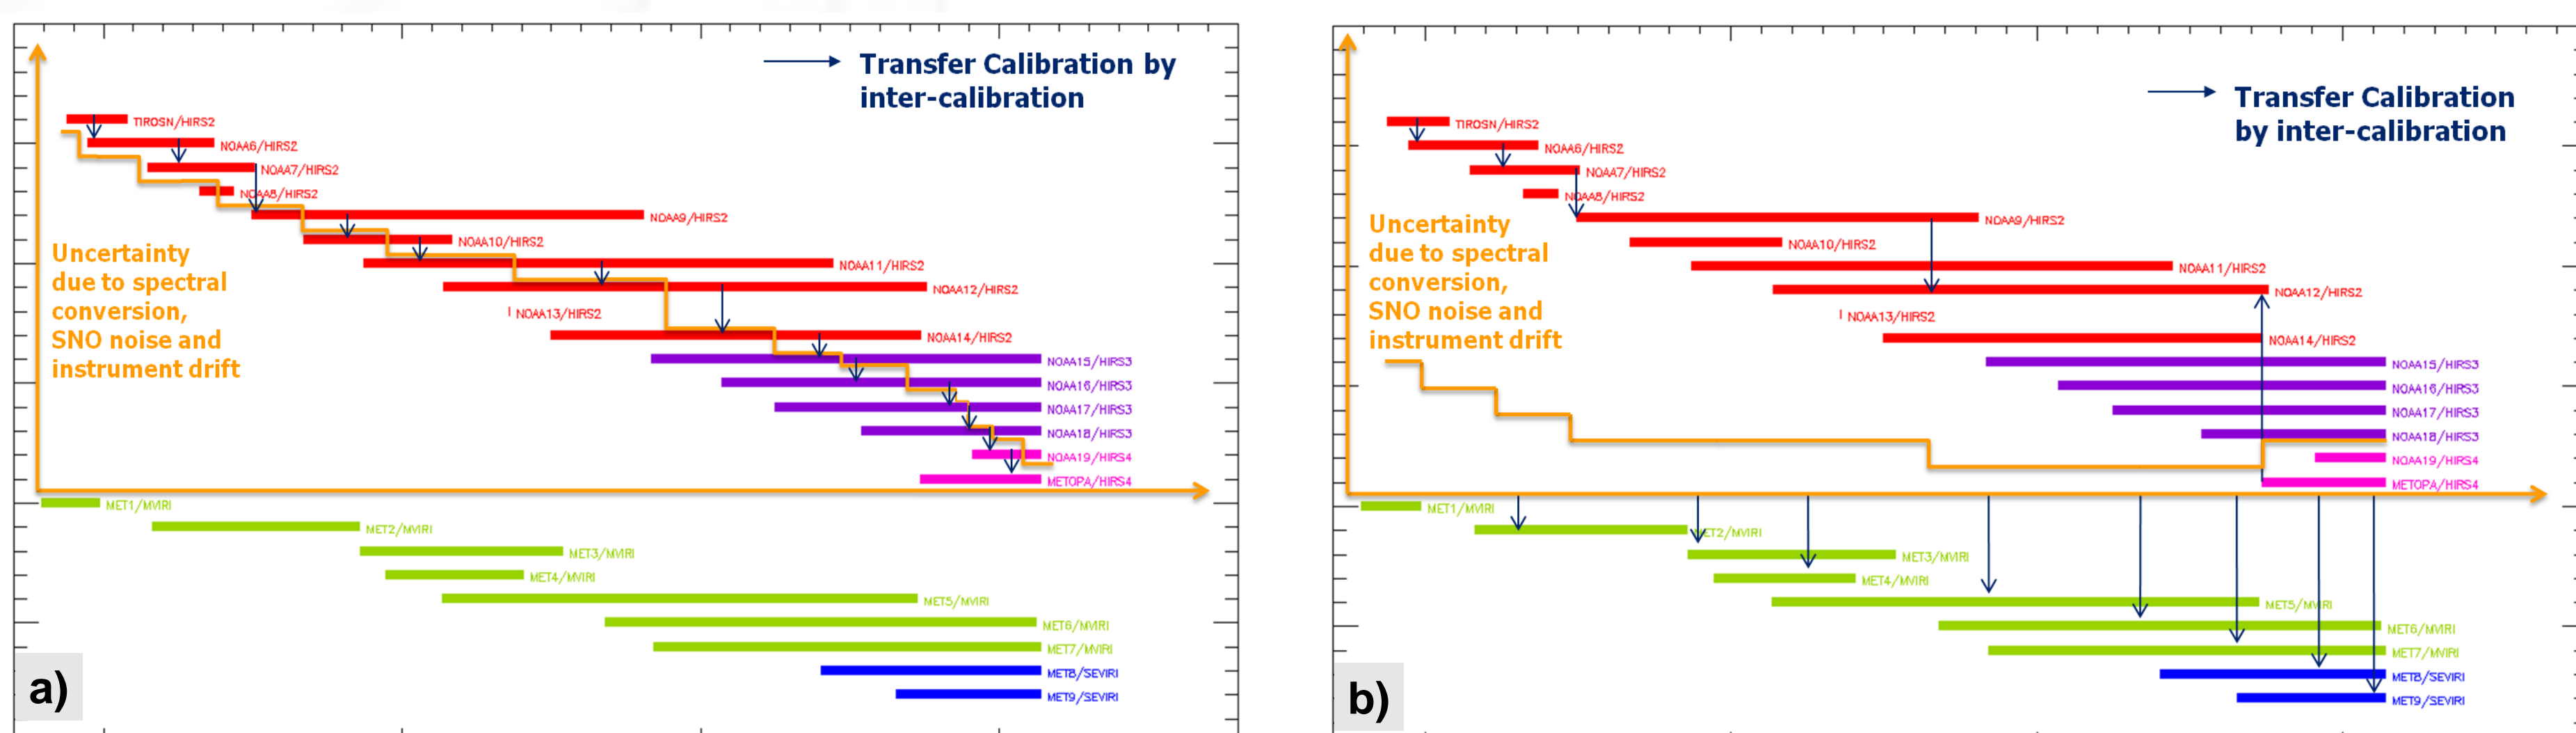 Transfer Calibration by
inter-calibration
TIROSN/HIRS2
NOAA6/HIRS2
NOAA7/HIRS2
NOAA8/HIRS2
NOAA9/HIRS2
NOAA10/HIRS2
NOAA11/HIRS2
NOAA12/HIRS2
NOAA13/HIRS2
NOAA14/HIRS2
NOAA15/HIRS3
NOAA16/HIRS3
NOAA17/HIRS3
NOAA18/HIRS3
NOAA19/HIRS4
METOPA/HIRS4
Uncertainty
due to spectral
conversion,
SNO noise and
instrument drift
MET1/MVIRI
MET2/MVIRI
MET3/MVIRI
MET4/MVIRI
MET5/MVIRI
MET6/MVIRI
MET7/MVIRI
MET8/SEVIRI
MET9/SEVIRI
a)
Transfer Calibration
by inter-calibration
TIROSN/HIRS2
NOAA6/HIRS2
NOAA7/HIRS2
NOAA8/HIRS2
NOAA9/HIRS2
NOAA10/HIRS2
NOAA11/HIRS2
NOAA12/HIRS2
NOAA13/HIRS2
NOAA14/HIRS2
NOAA15/HIRS3
NOAA16/HIRS3
NOAA17/HIRS3
NOAA18/HIRS3
NOAA19/HIRS4
METOPA/HIRS4
Uncertainty
due to spectral
conversion,
SNO noise and
instrument drift
MET1/MVIRI
MET2/MVIRI
MET3/MVIRI
MET4/MVIRI
MET5/MVIRI
MET6/MVIRI
MET7/MVIRI
MET8/SEVIRI
MET9/SEVIRI
b)